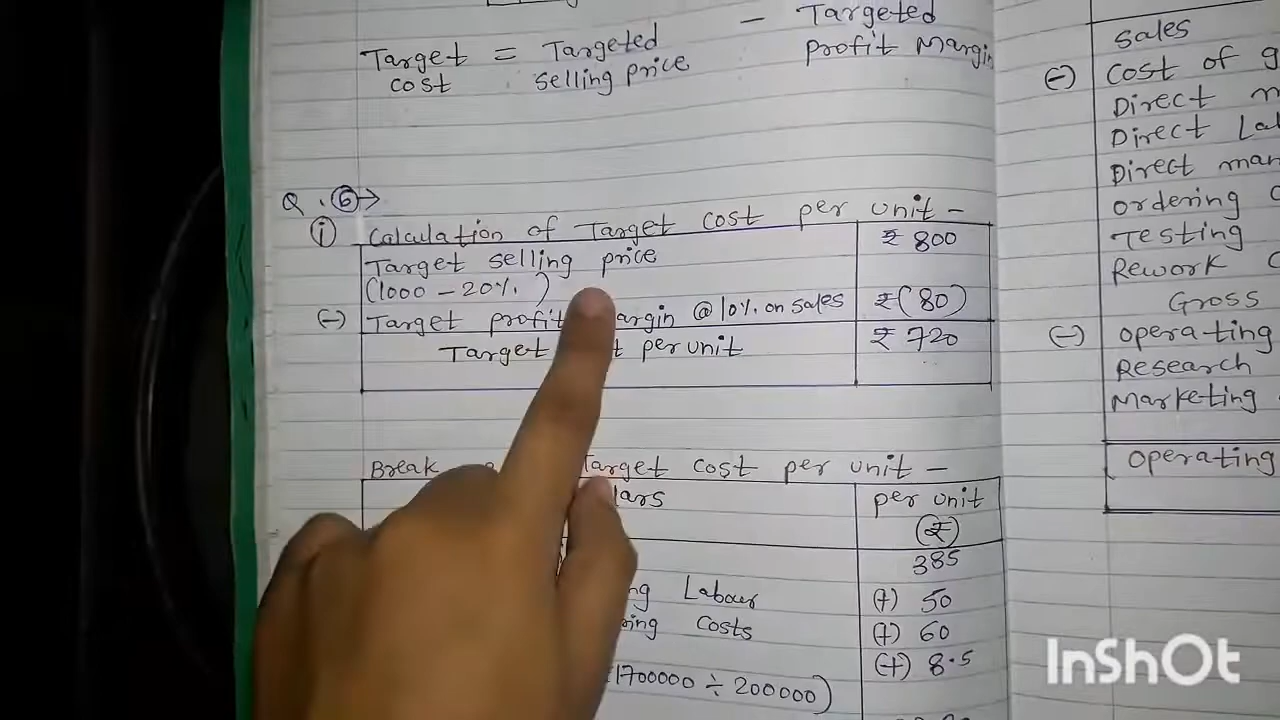 Target = Targeted - Targeted
cost selling price profit Margin
Q. 6 →
(i) Calculation of Target cost per unit -
Target selling price ₹ 800
(1000 - 20%)
(-) Target profit @ 10% on sales ₹ (80)
Target per unit ₹ 720
Break Target cost per unit -
per unit
(₹)
385
Labour (+) 50
costs (+) 60
(+) 8.5
1700000 ÷ 200000)
Sales
(-) Cost of
Direct
Direct
Direct
ordering
Testing
Rework
Gross
(-) Operating
Research
Marketing
Operating
InShOt